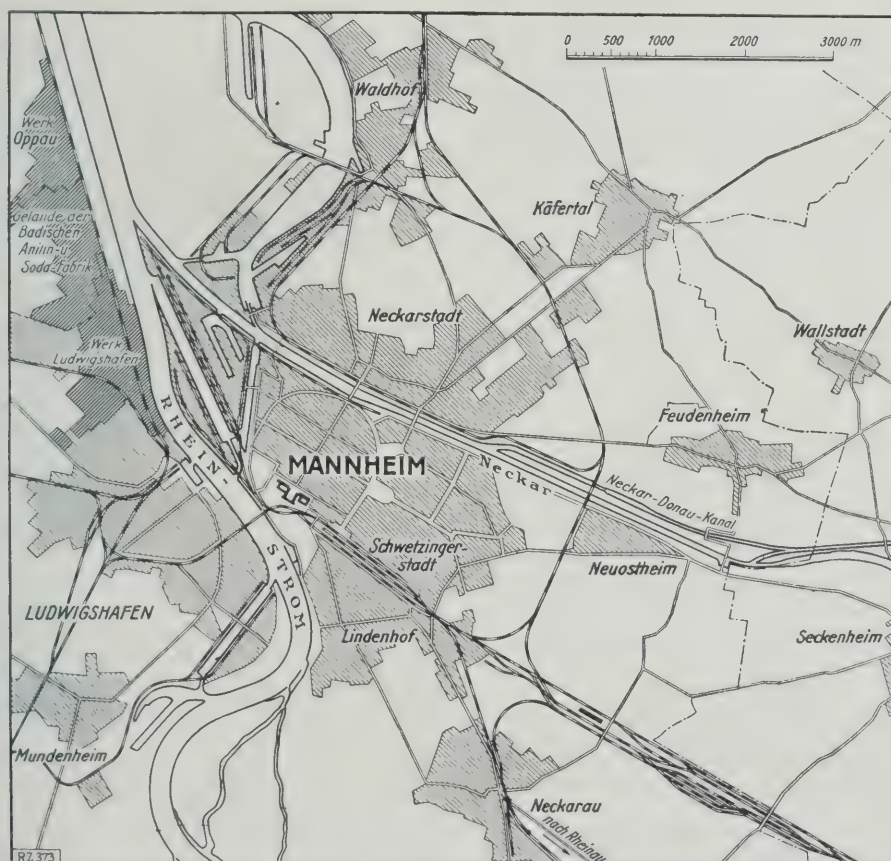 0 500 1000 2000 3000 m
Waldhof
Werk
Oppau
Käfertal
Gelände der
Badischen
Anilin-u
Soda-fabrik
Neckarstadt
Wallstadt
Werk
Ludwigshafen
Feudenheim
RHEIN-
MANNHEIM
Neckar
Neckar-Donau-Kanal
Schwetzinger-
stadt
STROM
Neuostheim
LUDWIGSHAFEN
Lindenhof
Seckenheim
Mundenheim
Neckarau
nach Rheinau
R.7.373